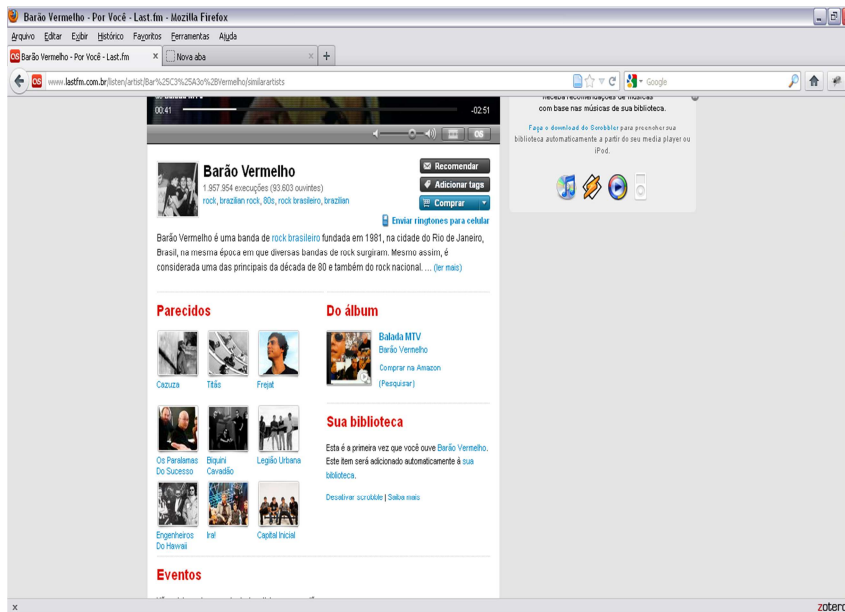 Barão Vermelho - Por Você - Last.fm - Mozilla Firefox
Arquivo Editar Exibir Histórico Favoritos Ferramentas Ajuda
Barão Vermelho - Por Você - Last.fm x Nova aba x +
www.lastfm.com.br/listen/artist/Bar%25C3%25A3o%2BVermelho/similarartists Google
00:41 -02:51
Barão Vermelho
1.957.954 execuções (93.603 ouvintes)
rock, brazilian rock, 80s, rock brasileiro, brazilian
Recomendar
Adicionar tags
Comprar
Enviar ringtones para celular
Barão Vermelho é uma banda de rock brasileiro fundada em 1981, na cidade do Rio de Janeiro,
Brasil, na mesma época em que diversas bandas de rock surgiram. Mesmo assim, é
considerada uma das principais da década de 80 e também do rock nacional. ... (ler mais)
Parecidos
Cazuza Titãs Frejat
Os Paralamas Biquini Legião Urbana
Do Sucesso Cavadão
Engenheiros Ira! Capital Inicial
Do Hawaii
Eventos
Do álbum
Balada MTV
Barão Vermelho
Comprar na Amazon
(Pesquisar)
Sua biblioteca
Esta é a primeira vez que você ouve Barão Vermelho.
Este item será adicionado automaticamente à sua
biblioteca.
Desativar scrobble | Saiba mais
Receba recomendações de músicas
com base nas músicas de sua biblioteca.
Faça o download do Scrobbler para preencher sua
biblioteca automaticamente a partir do seu media player ou
iPod.
x zotero